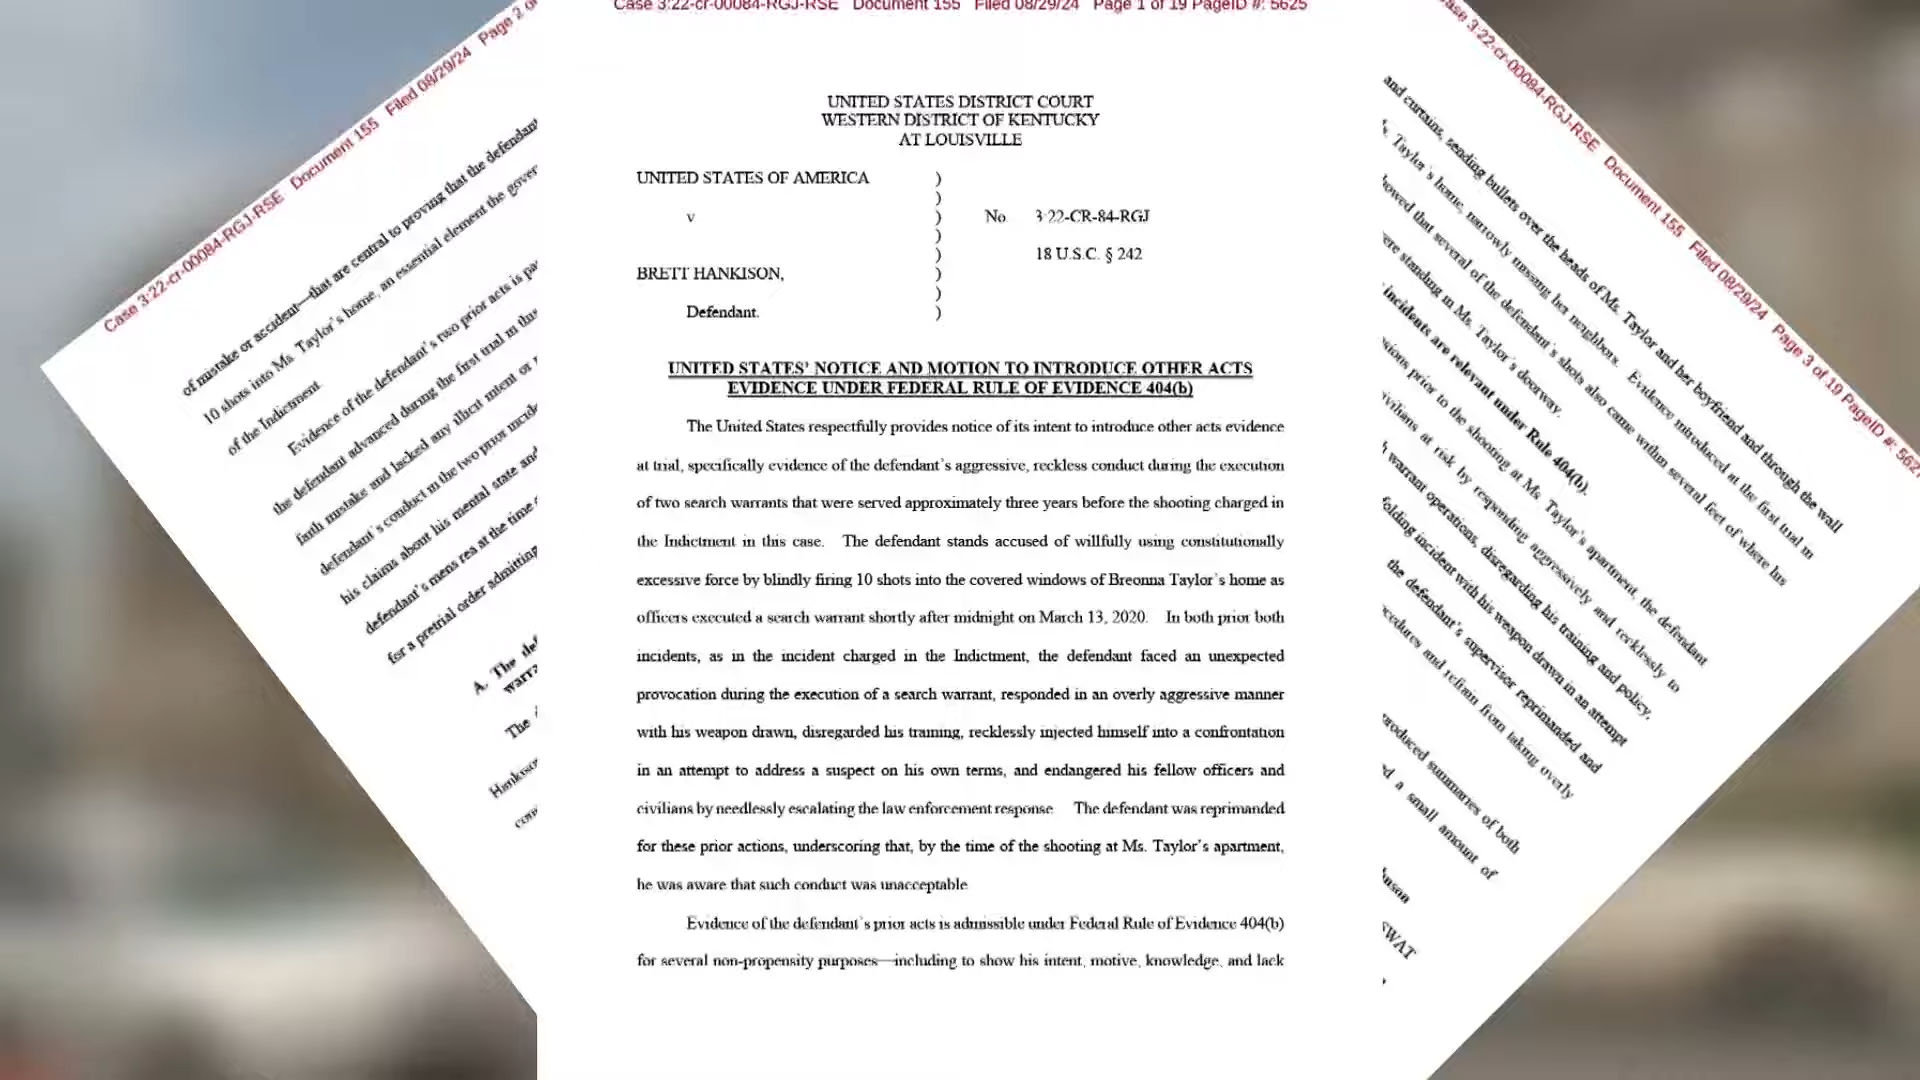 Case 3:22-cr-00084-RGJ-RSE Document 155 Filed 08/29/24 Page 2 of
of mistake or accident—that are central to proving that the defendant
10 shots into Ms. Taylor's home, an essential element the gover
of the Indictment.
Evidence of the defendant's two prior acts is pa
the defendant advanced during the first trial in this
faith mistake and lacked any illicit intent or
defendant's conduct in the two prior incide
his claims about his mental state and
defendant's mens rea at the time
for a pretrial order admitting
A. The def
warra
The
Hankison
Case 3:22-cr-00084-RGJ-RSE Document 155 Filed 08/29/24 Page 1 of 19 PageID #: 5625
UNITED STATES DISTRICT COURT
WESTERN DISTRICT OF KENTUCKY
AT LOUISVILLE
UNITED STATES OF AMERICA )
)
v ) No 3 22-CR-84-RGJ
)
) 18 U.S.C. § 242
BRETT HANKISON, )
)
Defendant. )
UNITED STATES' NOTICE AND MOTION TO INTRODUCE OTHER ACTS
EVIDENCE UNDER FEDERAL RULE OF EVIDENCE 404(b)
The United States respectfully provides notice of its intent to introduce other acts evidence
at trial, specifically evidence of the defendant's aggressive, reckless conduct during the execution
of two search warrants that were served approximately three years before the shooting charged in
the Indictment in this case. The defendant stands accused of willfully using constitutionally
excessive force by blindly firing 10 shots into the covered windows of Breonna Taylor's home as
officers executed a search warrant shortly after midnight on March 13, 2020. In both prior both
incidents, as in the incident charged in the Indictment, the defendant faced an unexpected
provocation during the execution of a search warrant, responded in an overly aggressive manner
with his weapon drawn, disregarded his training, recklessly injected himself into a confrontation
in an attempt to address a suspect on his own terms, and endangered his fellow officers and
civilians by needlessly escalating the law enforcement response The defendant was reprimanded
for these prior actions, underscoring that, by the time of the shooting at Ms. Taylor's apartment,
he was aware that such conduct was unacceptable
Evidence of the defendant's prior acts is admissible under Federal Rule of Evidence 404(b)
for several non-propensity purposes—including to show his intent, motive, knowledge, and lack
ase 3:22-cr-00084-RGJ-RSE Document 155 Filed 08/29/24 Page 3 of 19 PageID #: 562
and curtains, sending bullets over the heads of Ms. Taylor and her boyfriend and through the wall
Taylor's home, narrowly missing her neighbors. Evidence introduced at the first trial in
howed that several of the defendant's shots also came within several feet of where his
ere standing in Ms. Taylor's doorway.
incidents are relevant under Rule 404(b).
sions prior to the shooting at Ms. Taylor's apartment, the defendant
ivilians at risk by responding aggressively and recklessly to
h warrant operations, disregarding his training and policy,
olding incident with his weapon drawn in an attempt
the defendant's supervisor reprimanded and
cedures and refrain from taking overly
roduced summaries of both
d a small amount of
SWAT